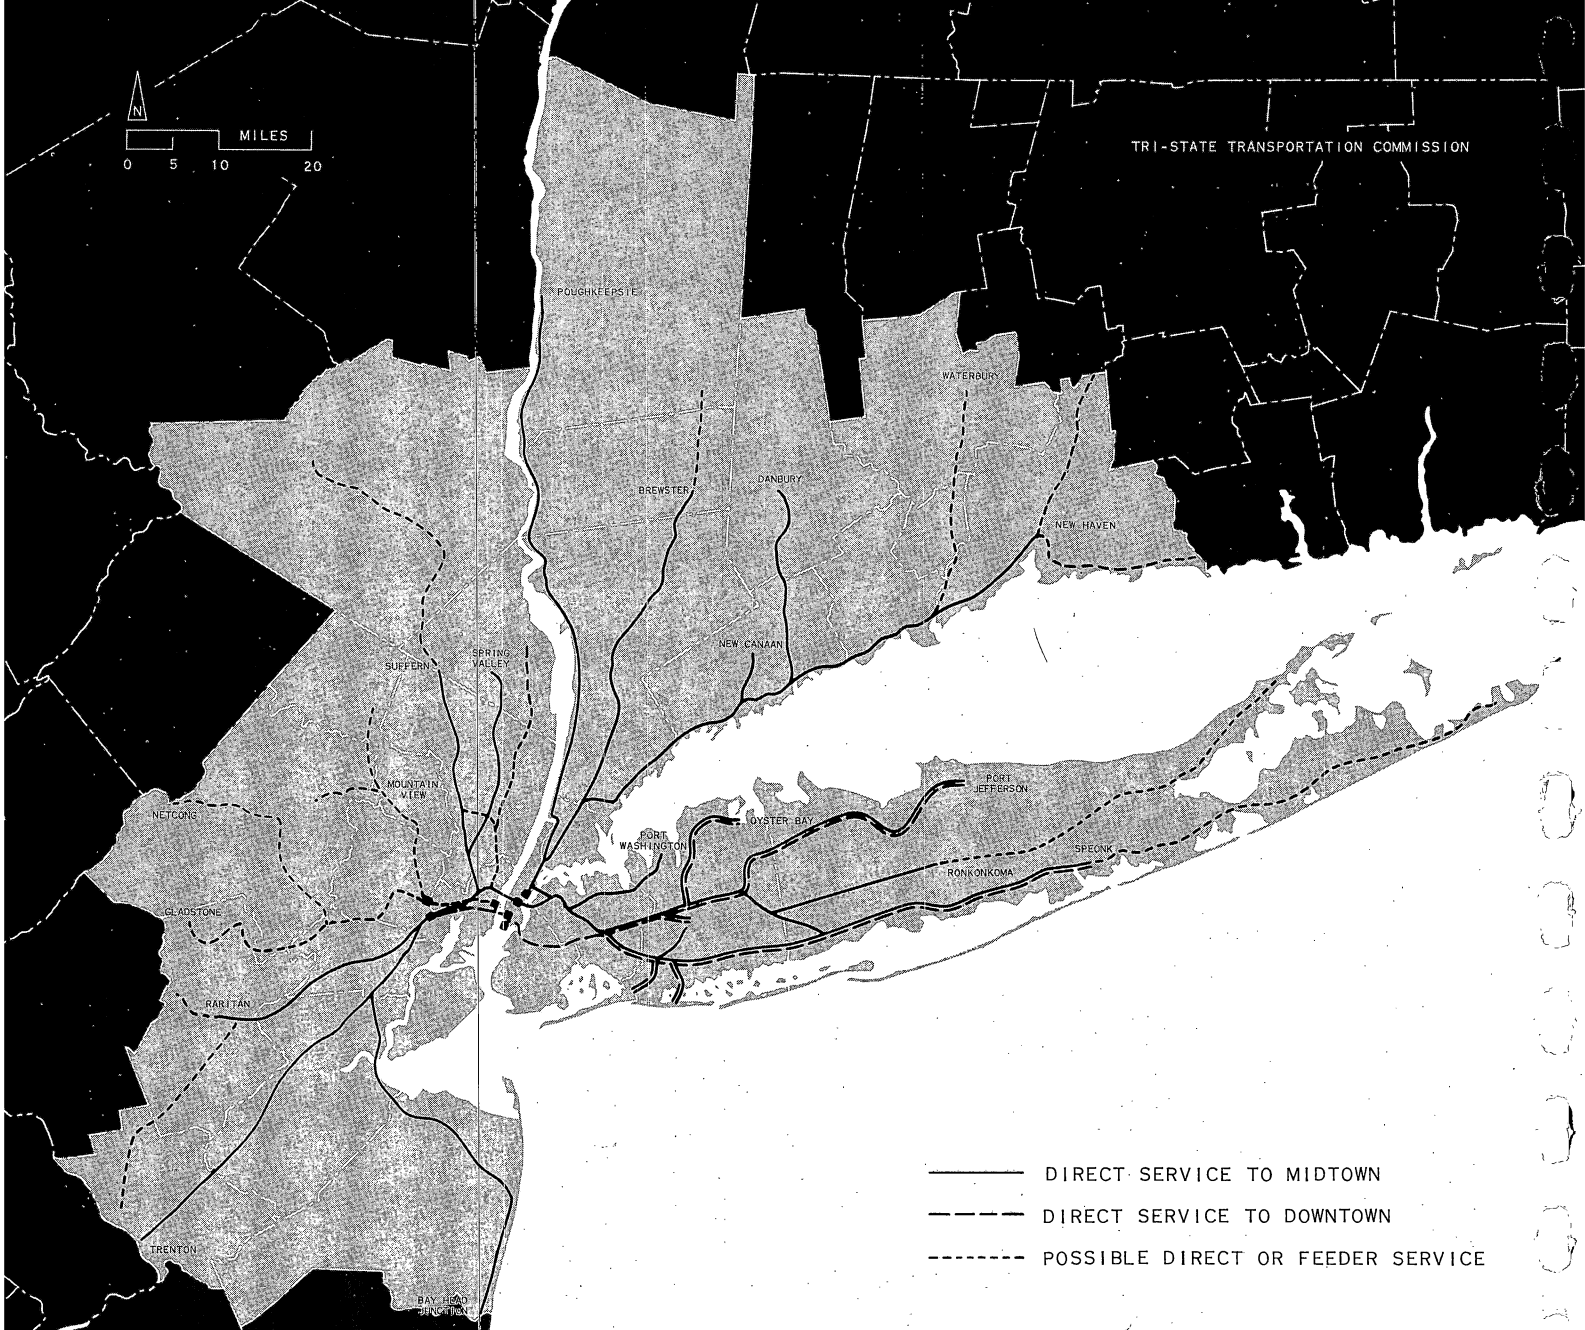 N
MILES
0 5 10 20
TRI-STATE TRANSPORTATION COMMISSION
POUGHKEEPSIE
WATERBURY
BREWSTER
DANBURY
NEW HAVEN
NEW CANAAN
SUFFERN
SPRING
VALLEY
MOUNTAIN
VIEW
NETCONG
PORT
JEFFERSON
OYSTER BAY
PORT
WASHINGTON
SPEONK
RONKONKOMA
GLADSTONE
RARITAN
DIRECT SERVICE TO MIDTOWN
DIRECT SERVICE TO DOWNTOWN
TRENTON
POSSIBLE DIRECT OR FEEDER SERVICE
BAY HEAD
JUNCTION